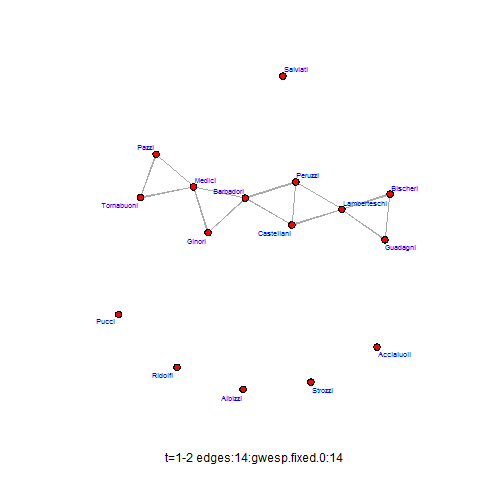 Salviati
Pazzi
Peruzzi
Medici
Bischeri
Barbadori
Tornabuoni
Lamberteschi
Castellani
Ginori
Guadagni
Pucci
Acciaiuoli
Ridolfi
Strozzi
Albizzi
t=1-2 edges:14:gwesp.fixed.0:14